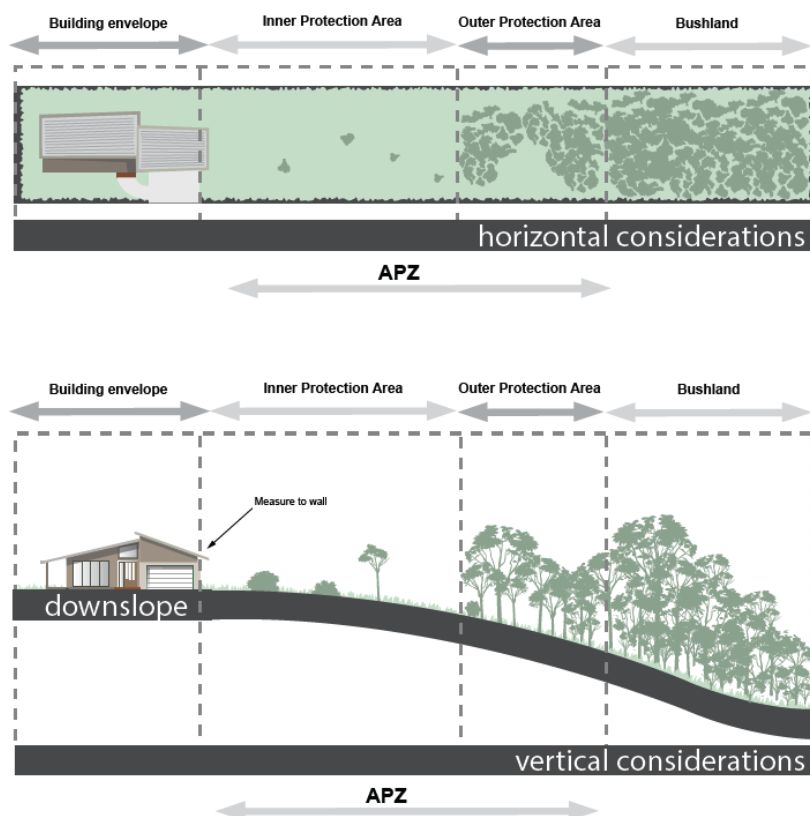 Building envelope
Inner Protection Area
Outer Protection Area
Bushland
horizontal considerations
APZ
Building envelope
Inner Protection Area
Outer Protection Area
Bushland
Measure to wall
downslope
vertical considerations
APZ